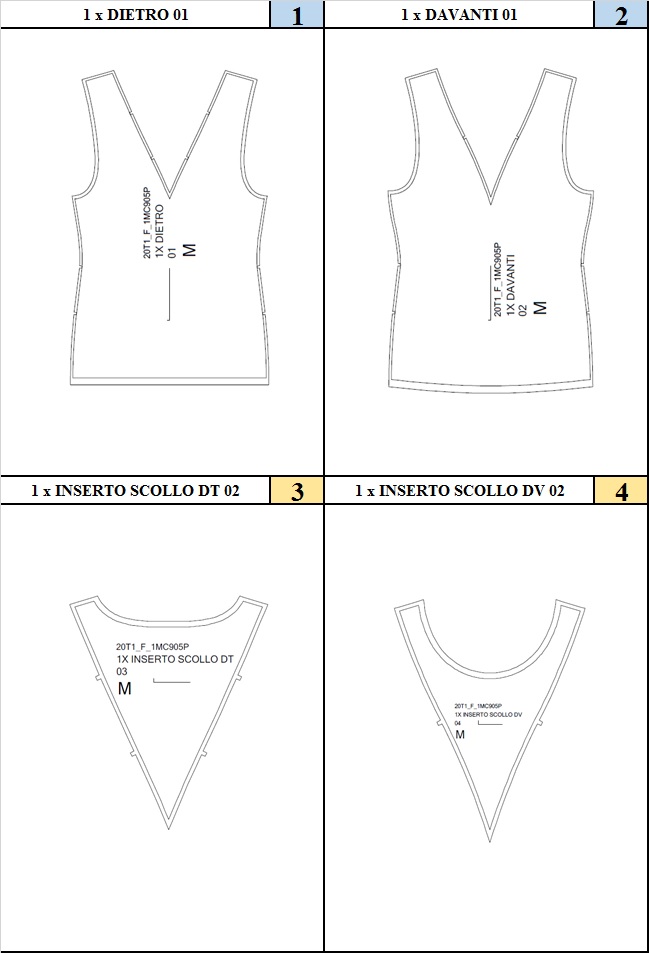 1 x DIETRO 01
1
1 x DAVANTI 01
2
20T1_F_1MC905P
1X DIETRO
01
M
20T1_F_1MC905P
1X DAVANTI
02
M
1 x INSERTO SCOLLO DT 02
3
1 x INSERTO SCOLLO DV 02
4
20T1_F_1MC905P
1X INSERTO SCOLLO DT
03
M
20T1_F_1MC905P
1X INSERTO SCOLLO DV
04
M